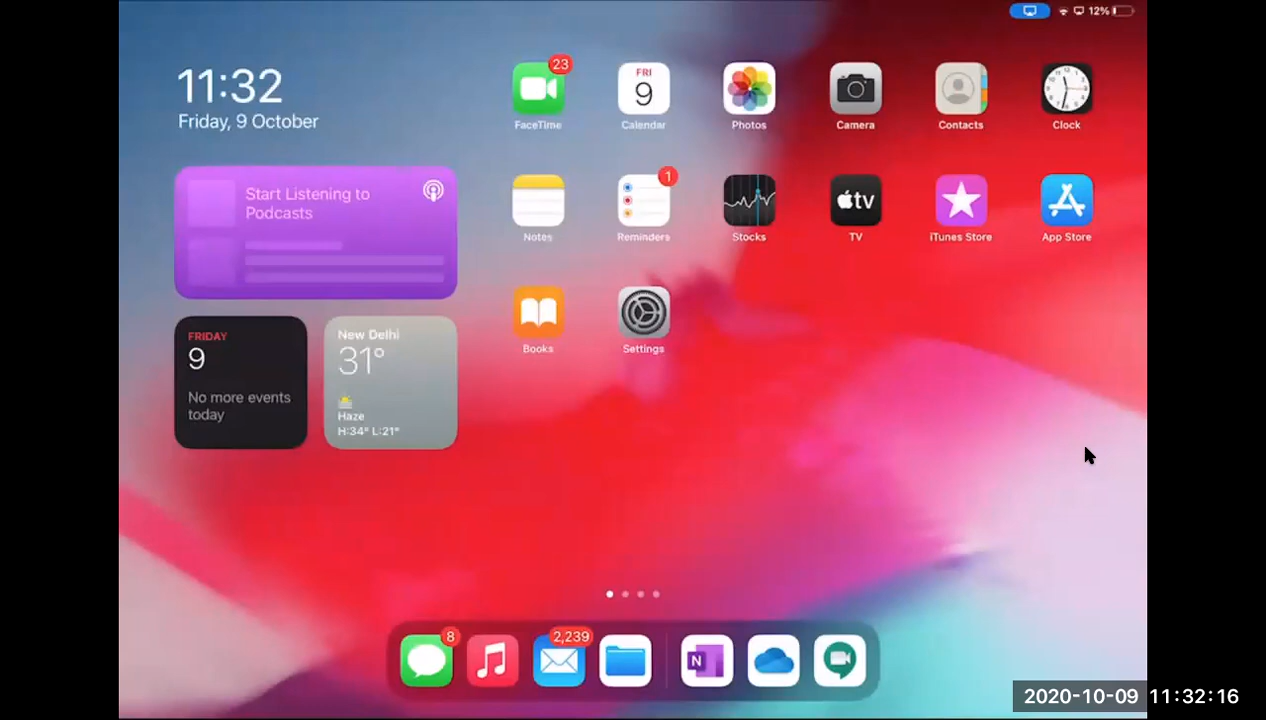 12%
11:32
Friday, 9 October
Start Listening to
Podcasts
FRIDAY
9
No more events
today
New Delhi
31°
Haze
H:34° L:21°
23
FRI
9
FaceTime
Calendar
Photos
Camera
Contacts
Clock
1
tv
Notes
Reminders
Stocks
TV
iTunes Store
App Store
Books
Settings
8
2,239
N
2020-10-09 11:32:16